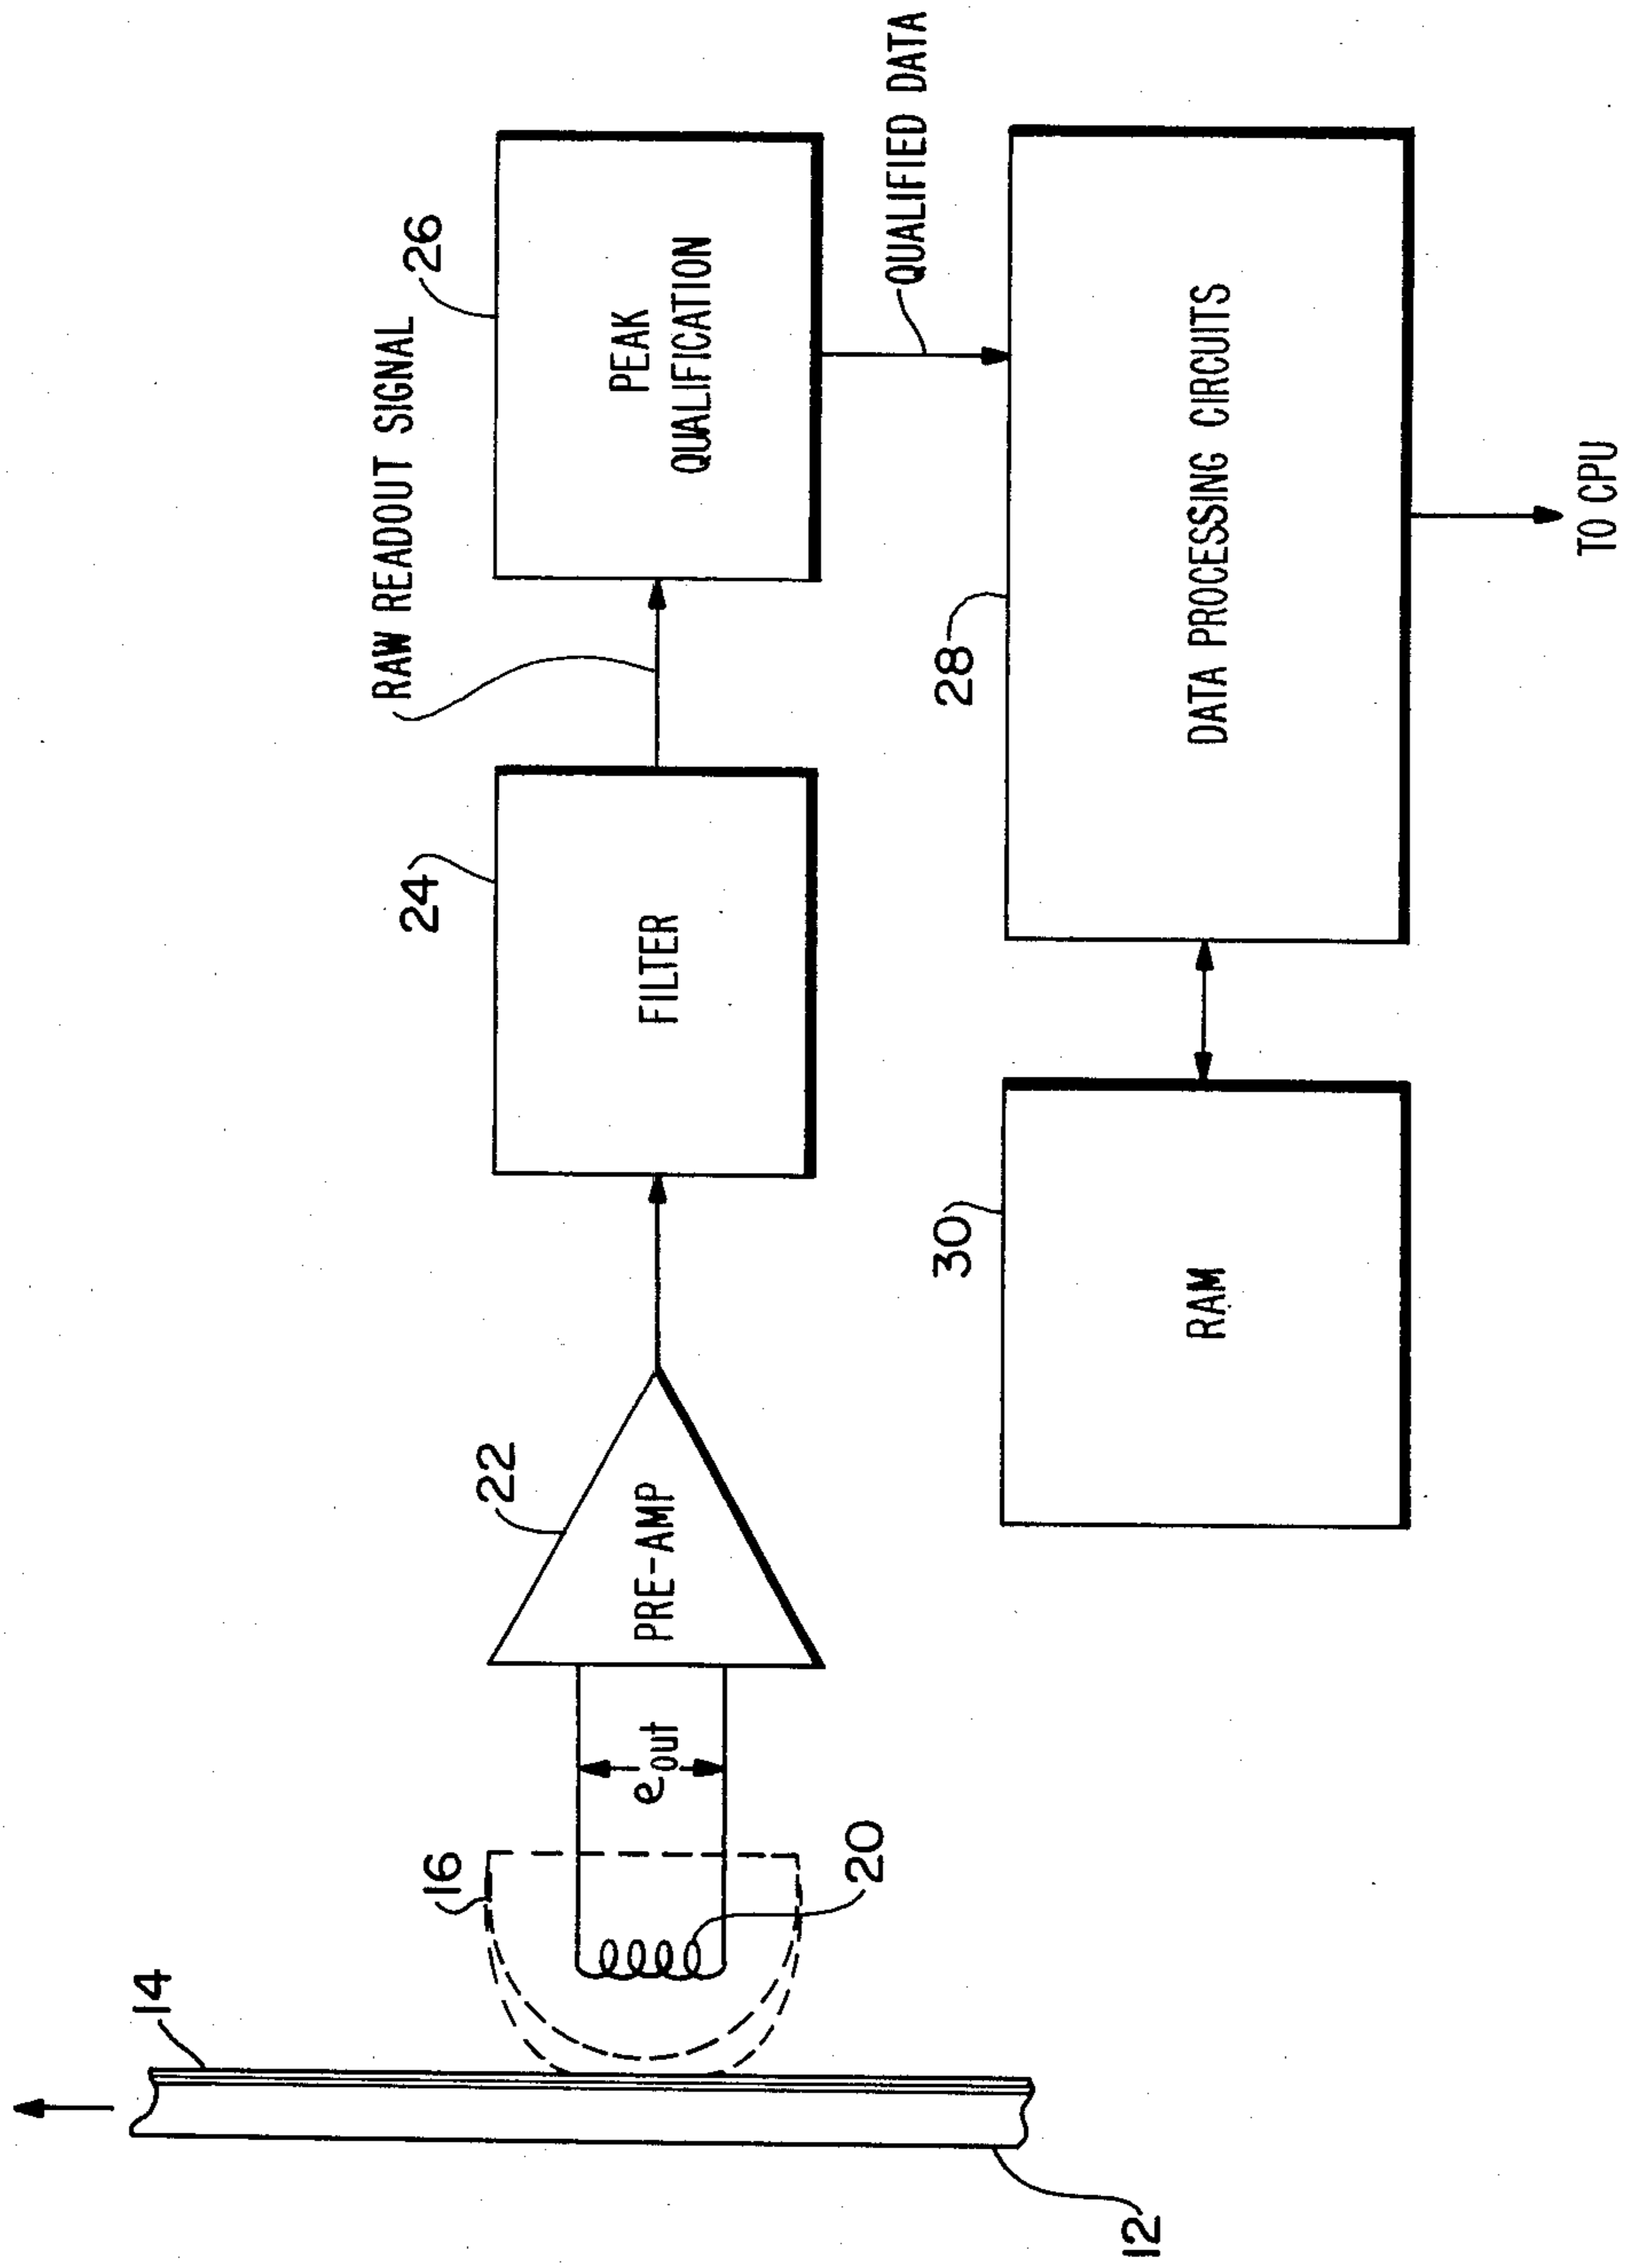 RAW READOUT SIGNAL
26
PEAK
QUALIFICATION
24
FILTER
22
PRE-AMP
16
e out
20
14
12
QUALIFIED DATA
28
DATA PROCESSING CIRCUITS
30
RAM
TO CPU